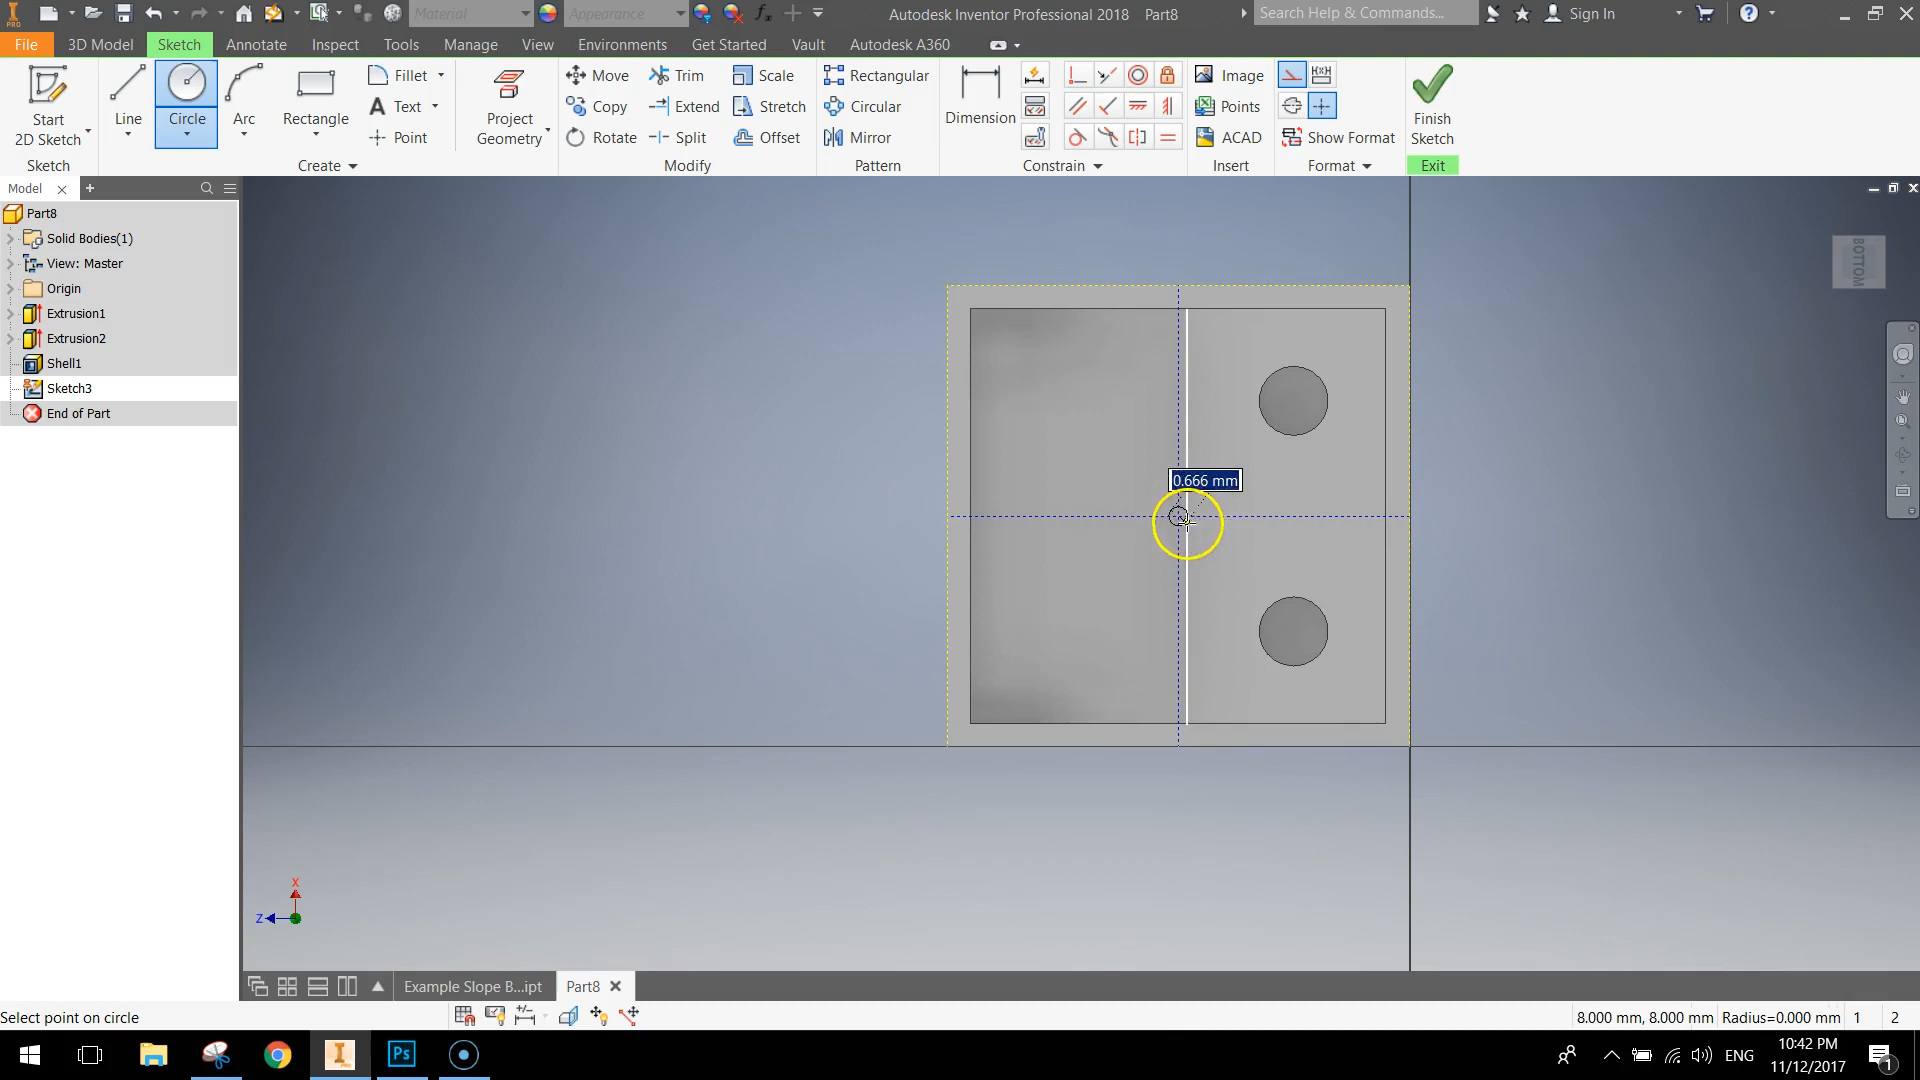 Material
Appearance
Autodesk Inventor Professional 2018 Part8
Search Help & Commands...
Sign In
PRO
File 3D Model Sketch Annotate Inspect Tools Manage View Environments Get Started Vault Autodesk A360
Start
2D Sketch
Line
Circle
Arc
Rectangle
Fillet
Text
Point
Project
Geometry
Move
Copy
Rotate
Trim
Extend
Split
Scale
Stretch
Offset
Rectangular
Circular
Mirror
Dimension
Image
Points
ACAD
Show Format
Finish
Sketch
Sketch Create Modify Pattern Constrain Insert Format Exit
Model
Part8
Solid Bodies(1)
View: Master
Origin
Extrusion1
Extrusion2
Shell1
Sketch3
End of Part
BOTTOM
0.666 mm
X
Z
Example Slope B...ipt Part8
Select point on circle
8.000 mm, 8.000 mm Radius=0.000 mm 1 2
Ps
ENG
10:42 PM
11/12/2017
1